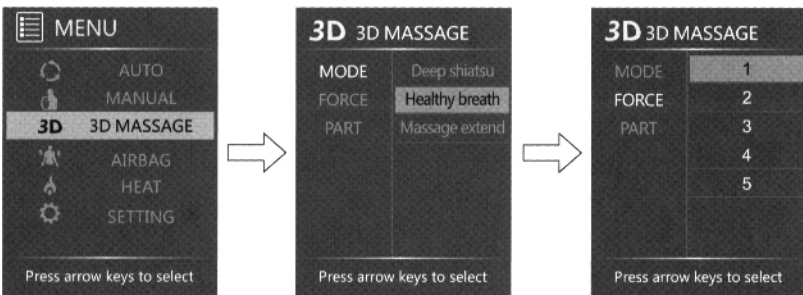 MENU
AUTO
MANUAL
3D 3D MASSAGE
AIRBAG
HEAT
SETTING
Press arrow keys to select
3D 3D MASSAGE
MODE Deep shiatsu
FORCE Healthy breath
PART Massage extend
Press arrow keys to select
3D 3D MASSAGE
MODE 1
FORCE 2
PART 3
4
5
Press arrow keys to select